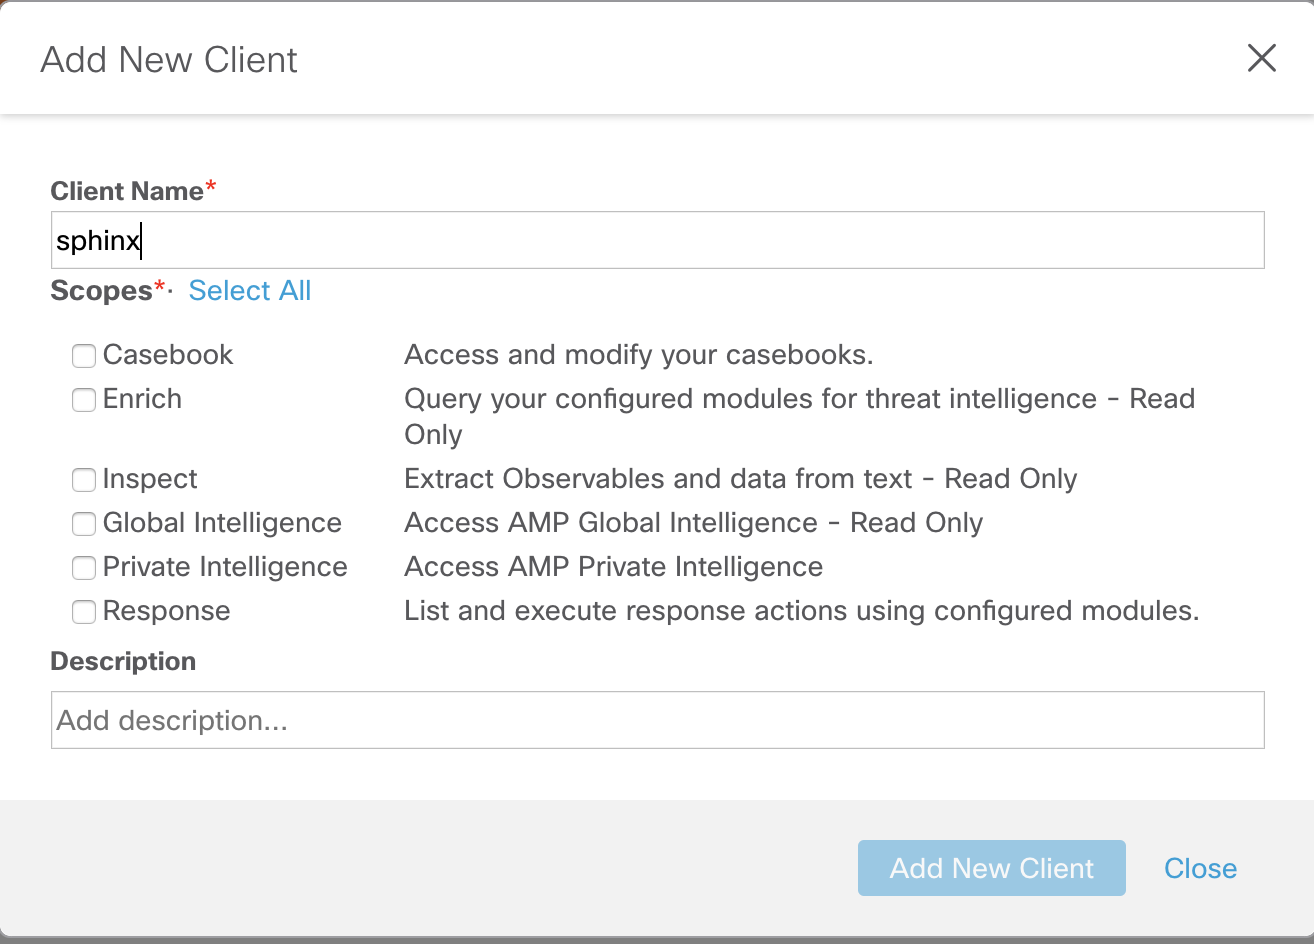 Add New Client
Client Name*
sphinx
Scopes*· Select All
Casebook Access and modify your casebooks.
Enrich Query your configured modules for threat intelligence - Read
Only
Inspect Extract Observables and data from text - Read Only
Global Intelligence Access AMP Global Intelligence - Read Only
Private Intelligence Access AMP Private Intelligence
Response List and execute response actions using configured modules.
Description
Add description...
Add New Client Close